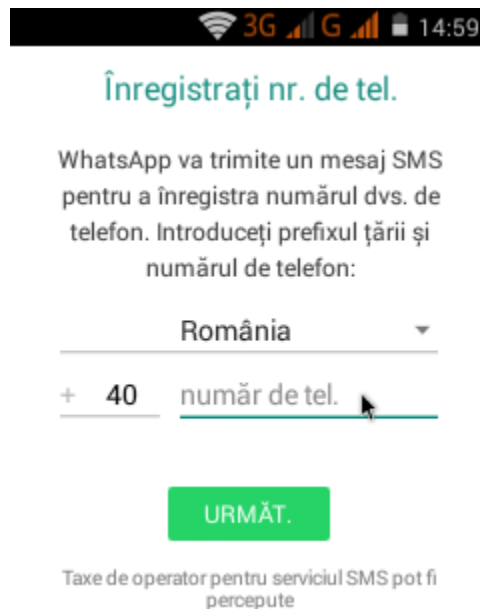 3G G 14:59
Înregistrați nr. de tel.
WhatsApp va trimite un mesaj SMS
pentru a înregistra numărul dvs. de
telefon. Introduceți prefixul țării și
numărul de telefon:
România
+ 40 număr de tel.
URMĂT.
Taxe de operator pentru serviciul SMS pot fi
percepute